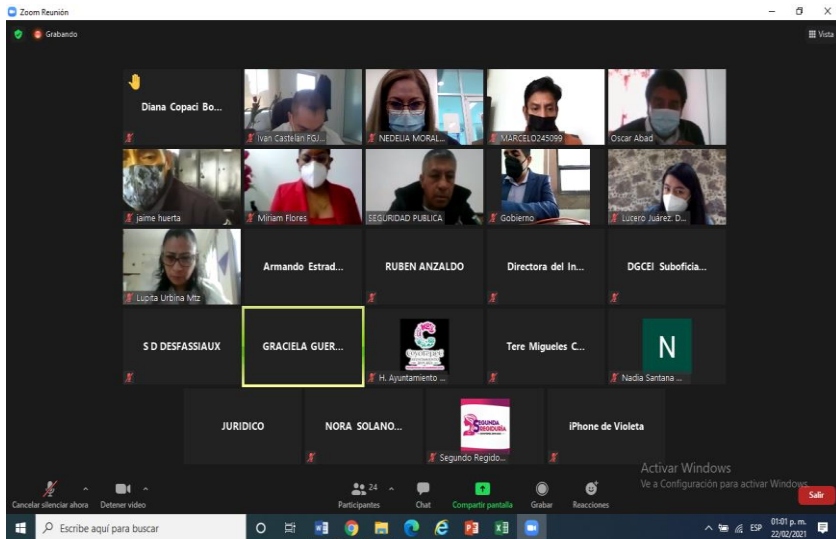 Zoom Reunión
Grabando
Vista
Diana Copaci Bo...
Ivan Castelan FGJ...
NEDELIA MORAL...
MARCELO245099
Oscar Abad
jaime huerta
Miriam Flores
SEGURIDAD PUBLICA
Gobierno
Lucero Juárez. D...
Lupita Urbina Mtz
Armando Estrad...
RUBEN ANZALDO
Directora del In...
DGCEI Suboficia...
S D DESFASSIAUX
GRACIELA GUER...
H. Ayuntamiento ...
Tere Migueles C...
N
Nadia Santana ...
JURIDICO
NORA SOLANO...
SEGUNDA
REGIDURÍA
Segundo Regido...
iPhone de Violeta
Activar Windows
Ve a Configuración para activar Windows.
Cancelar silenciar ahora
Detener video
24
Participantes
Chat
Compartir pantalla
Grabar
Reacciones
Salir
Escribe aquí para buscar
ESP
01:01 p. m.
22/02/2021